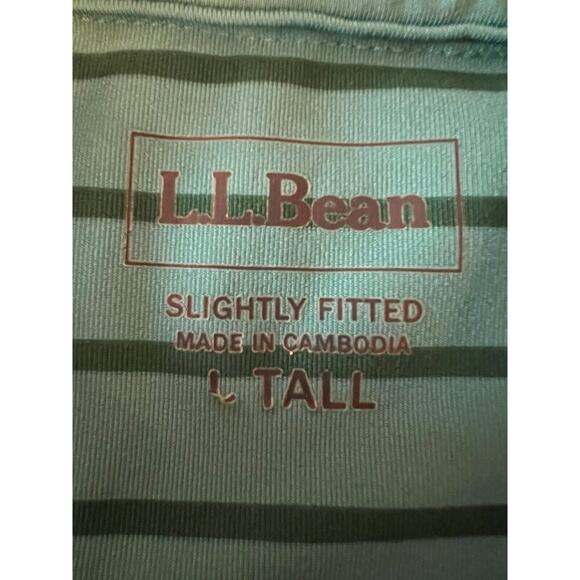 L.L.Bean
SLIGHTLY FITTED
MADE IN CAMBODIA
L TALL